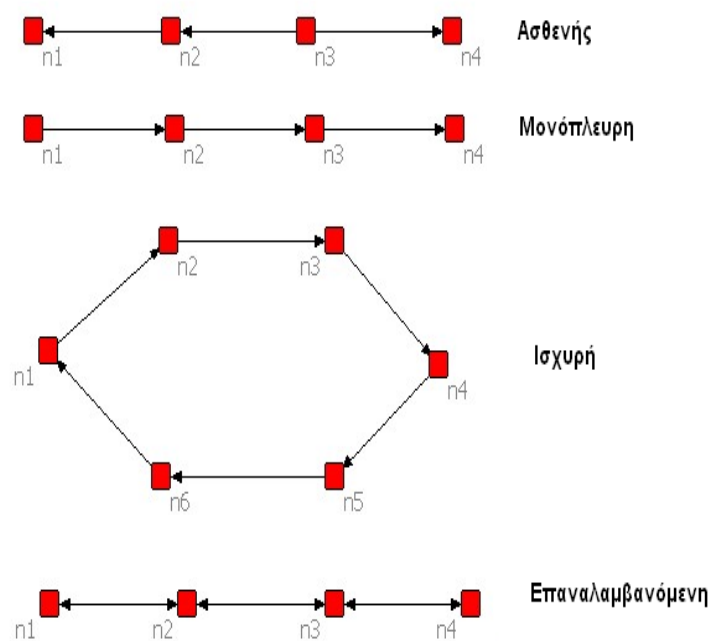 Ασθενής
n1 n2 n3 n4
Μονόπλευρη
n1 n2 n3 n4
n2 n3
n1 n4
Ισχυρή
n6 n5
Επαναλαμβανόμενη
n1 n2 n3 n4